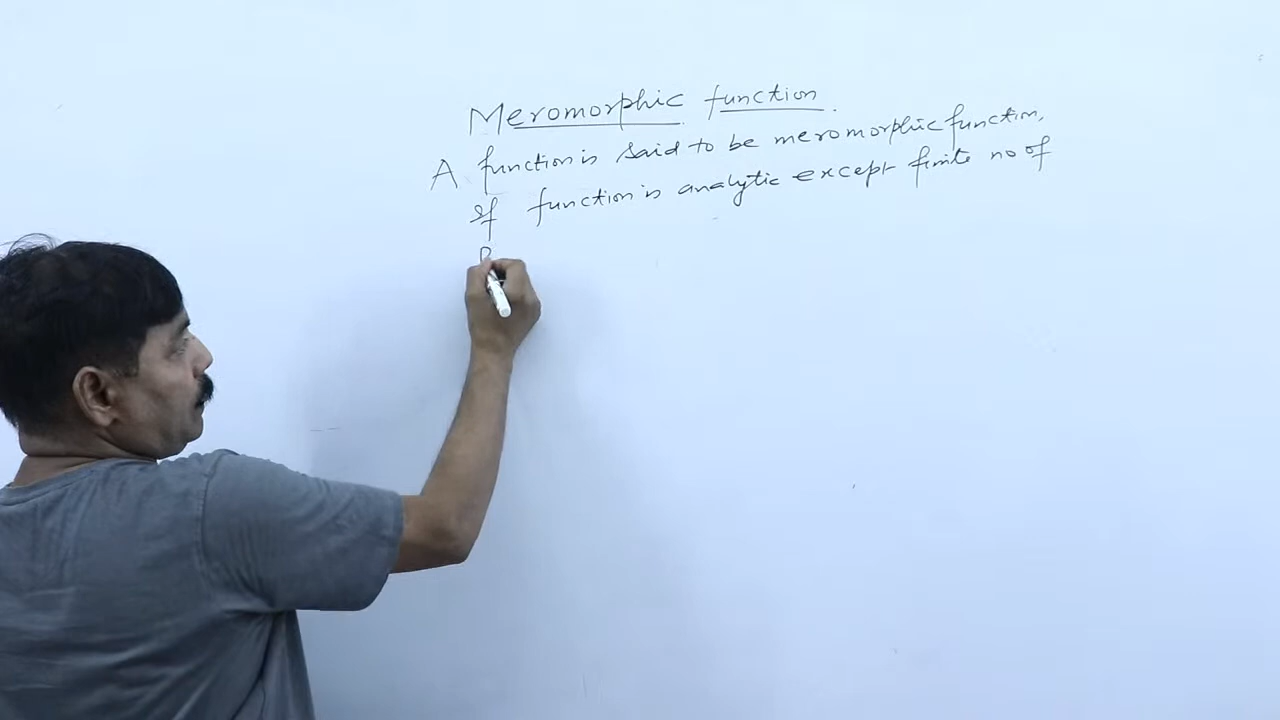 Meromorphic function.
A function is said to be meromorphic function,
If function is analytic except finite no of
P